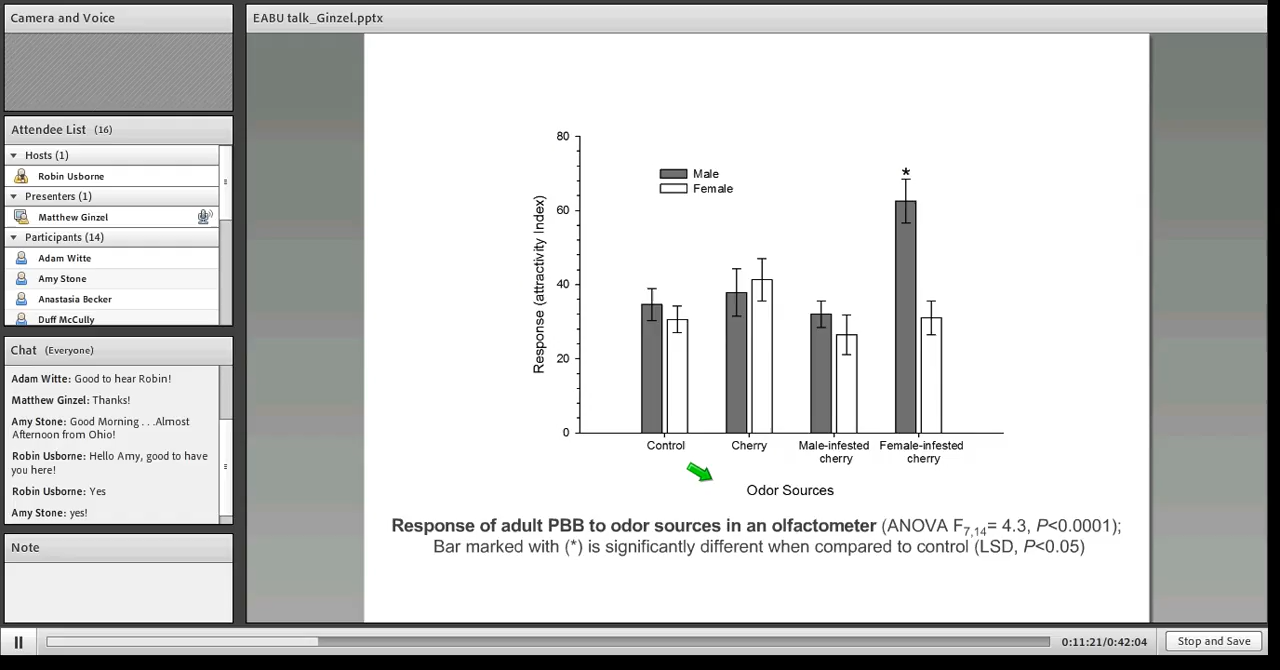 Camera and Voice
Attendee List (16)
Hosts (1)
Robin Usborne
Presenters (1)
Matthew Ginzel
Participants (14)
Adam Witte
Amy Stone
Anastasia Becker
Duff McCully
Chat (Everyone)
Adam Witte: Good to hear Robin!
Matthew Ginzel: Thanks!
Amy Stone: Good Morning . . .Almost
Afternoon from Ohio!
Robin Usborne: Hello Amy, good to have
you here!
Robin Usborne: Yes
Amy Stone: yes!
Note
EABU talk_Ginzel.pptx
80
60
40
20
0
Response (attractivity Index)
Male
Female
*
Control
Cherry
Male-infested
cherry
Female-infested
cherry
Odor Sources
Response of adult PBB to odor sources in an olfactometer (ANOVA F7,14= 4.3, P<0.0001);
Bar marked with (*) is significantly different when compared to control (LSD, P<0.05)
0:11:21/0:42:04
Stop and Save